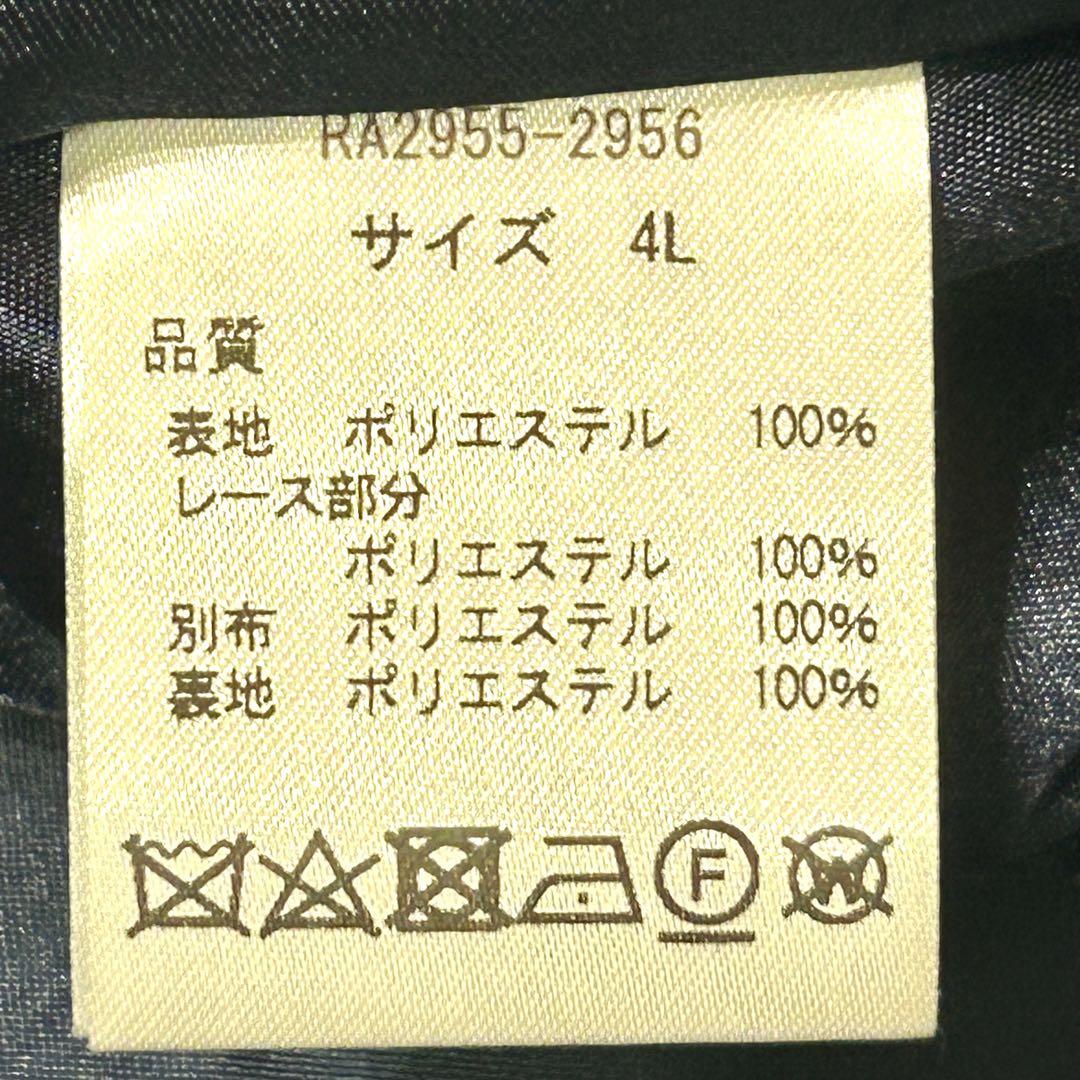 RA2955-2956
サイズ 4L
品質
表地 ポリエステル 100%
レース部分
ポリエステル 100%
別布 ポリエステル 100%
裏地 ポリエステル 100%
F W